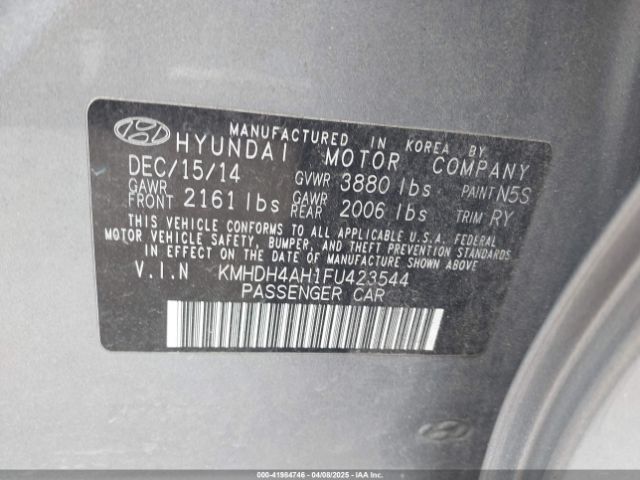 MANUFACTURED IN KOREA BY
HYUNDAI MOTOR COMPANY
DEC/15/14 GVWR 3880 lbs PAINT N5S
GAWR FRONT 2161 lbs GAWR REAR 2006 lbs TRIM RY
THIS VEHICLE CONFORMS TO ALL APPLICABLE U.S.A. FEDERAL
MOTOR VEHICLE SAFETY, BUMPER, AND THEFT PREVENTION STANDARDS
IN EFFECT ON THE DATE OF MANUFACTURE SHOWN ABOVE.
V.I.N KMHDH4AH1FU423544
PASSENGER CAR
000-41984746 04/08/2025 IAAI.COM